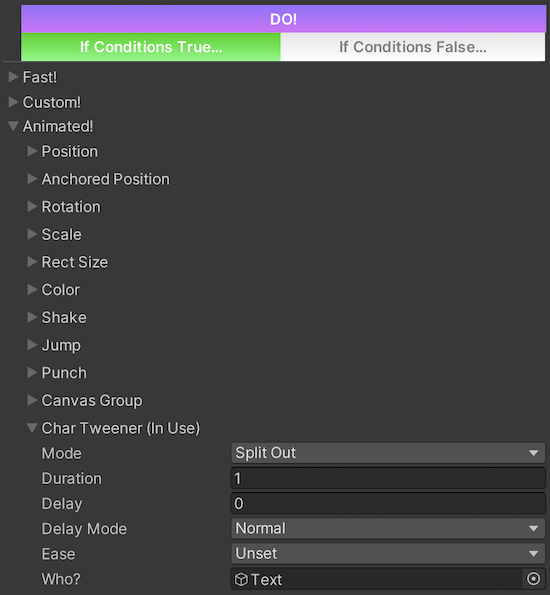 DO!
If Conditions True... If Conditions False...
Fast!
Custom!
Animated!
Position
Anchored Position
Rotation
Scale
Rect Size
Color
Shake
Jump
Punch
Canvas Group
Char Tweener (In Use)
Mode Split Out
Duration 1
Delay 0
Delay Mode Normal
Ease Unset
Who? Text